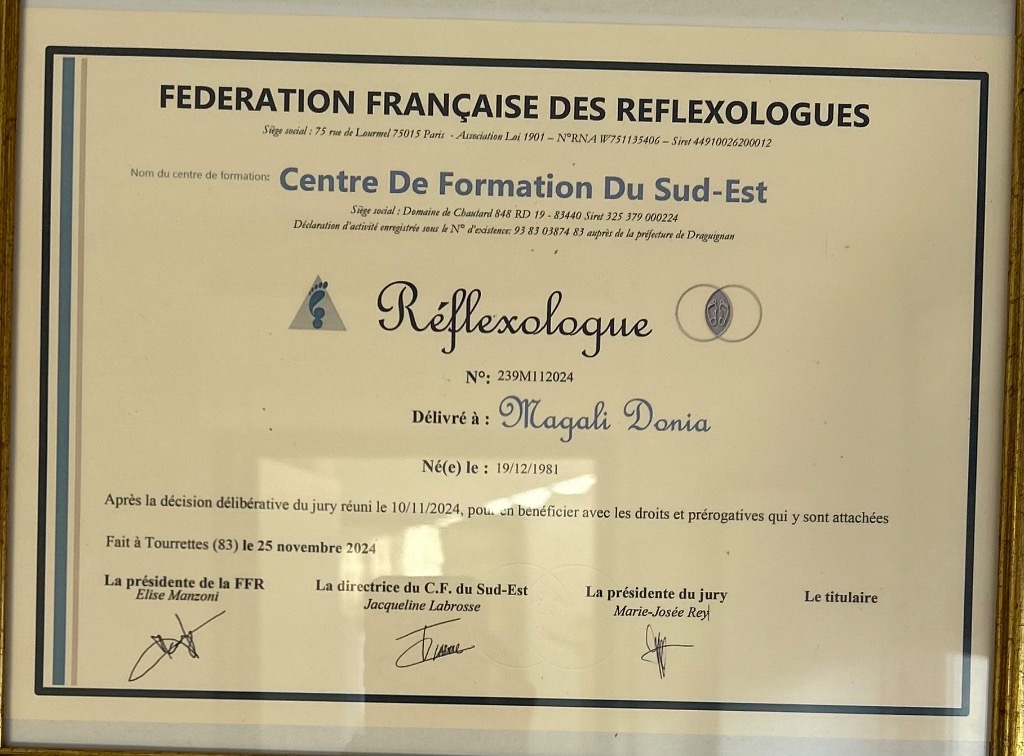 FEDERATION FRANÇAISE DES REFLEXOLOGUES
Siège social : 75 rue de Lourmel 75015 Paris - Association Loi 1901 – N°RNA W751135406 – Siret 44910026200012
Nom du centre de formation: Centre De Formation Du Sud-Est
Siège social : Domaine de Chautard 848 RD 19 - 83440 Siret 325 379 000224
Déclaration d'activité enregistrée sous le N° d'existence: 93 83 03874 83 auprès de la préfecture de Draguignan
Réflexologue
N°: 239M112024
Délivré à : Magali Donia
Né(e) le : 19/12/1981
Après la décision délibérative du jury réuni le 10/11/2024, pour en bénéficier avec les droits et prérogatives qui y sont attachées
Fait à Tourrettes (83) le 25 novembre 2024
La présidente de la FFR La directrice du C.F. du Sud-Est La présidente du jury Le titulaire
Elise Manzoni Jacqueline Labrosse Marie-Josée Rey